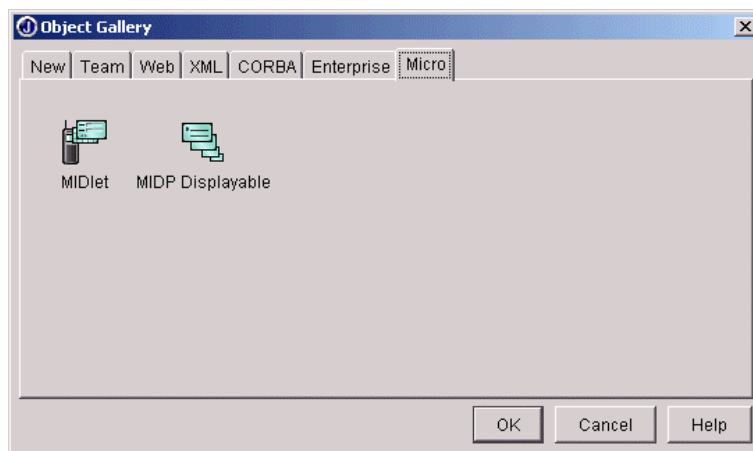 Object Gallery
New Team Web XML CORBA Enterprise Micro
MIDlet MIDP Displayable
OK Cancel Help